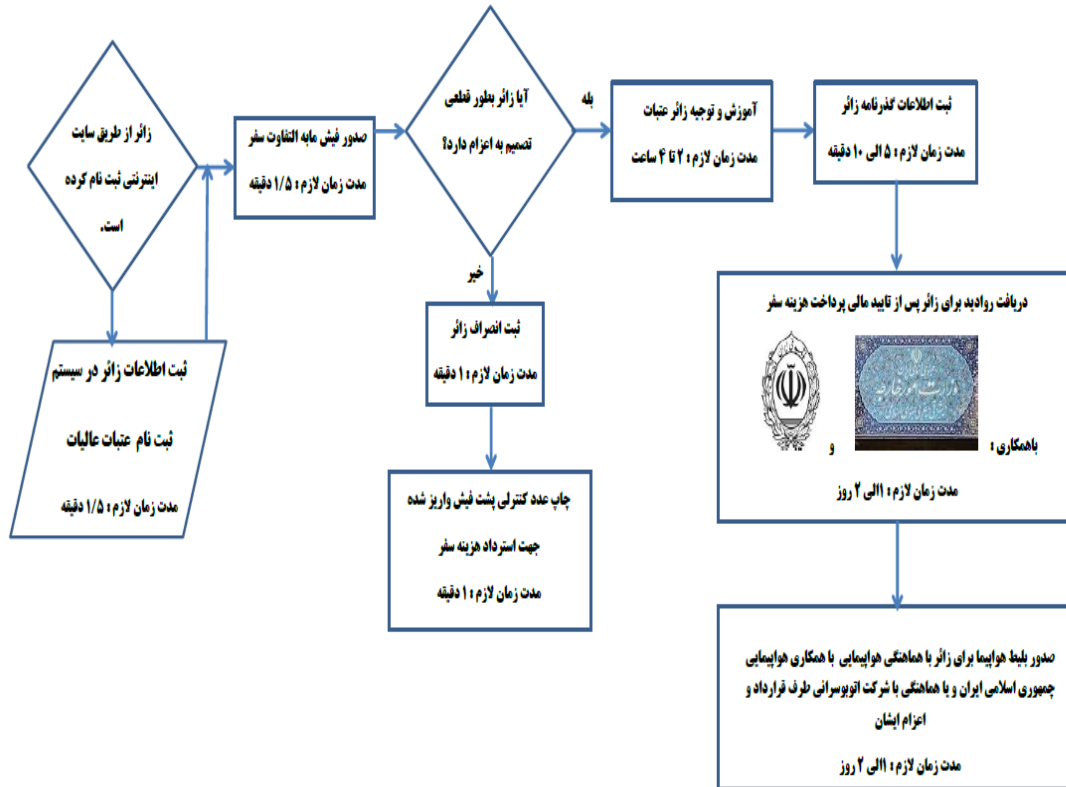 زائر از طریق سایت
اینترنتی ثبت نام کرده
است.
ثبت اطلاعات زائر در سیستم
ثبت نام عتبات عالیات
مدت زمان لازم : ۱/۵ دقیقه
صدور فیش مابه التفاوت سفر
مدت زمان لازم : ۱/۵ دقیقه
آیا زائر بطور قطعی
تصمیم به اعزام دارد؟
بله
خیر
ثبت انصراف زائر
مدت زمان لازم : ۱ دقیقه
چاپ عدد کنترلی پشت فیش واریز شده
جهت استرداد هزینه سفر
مدت زمان لازم : ۱ دقیقه
آموزش و توجیه زائر عتبات
مدت زمان لازم : ۲ تا ۴ ساعت
ثبت اطلاعات گذرنامه زائر
مدت زمان لازم : ۵ الی ۱۰ دقیقه
دریافت روادید برای زائر پس از تایید مالی پرداخت هزینه سفر
وزارت امور خارجه
باهمکاری :
و
مدت زمان لازم : ۱الی ۲ روز
صدور بلیط هواپیما برای زائر با هماهنگی هواپیمایی با همکاری هواپیمایی
جمهوری اسلامی ایران و یا هماهنگی با شرکت اتوبوسرانی طرف قرارداد و
اعزام ایشان
مدت زمان لازم : ۱الی ۲ روز